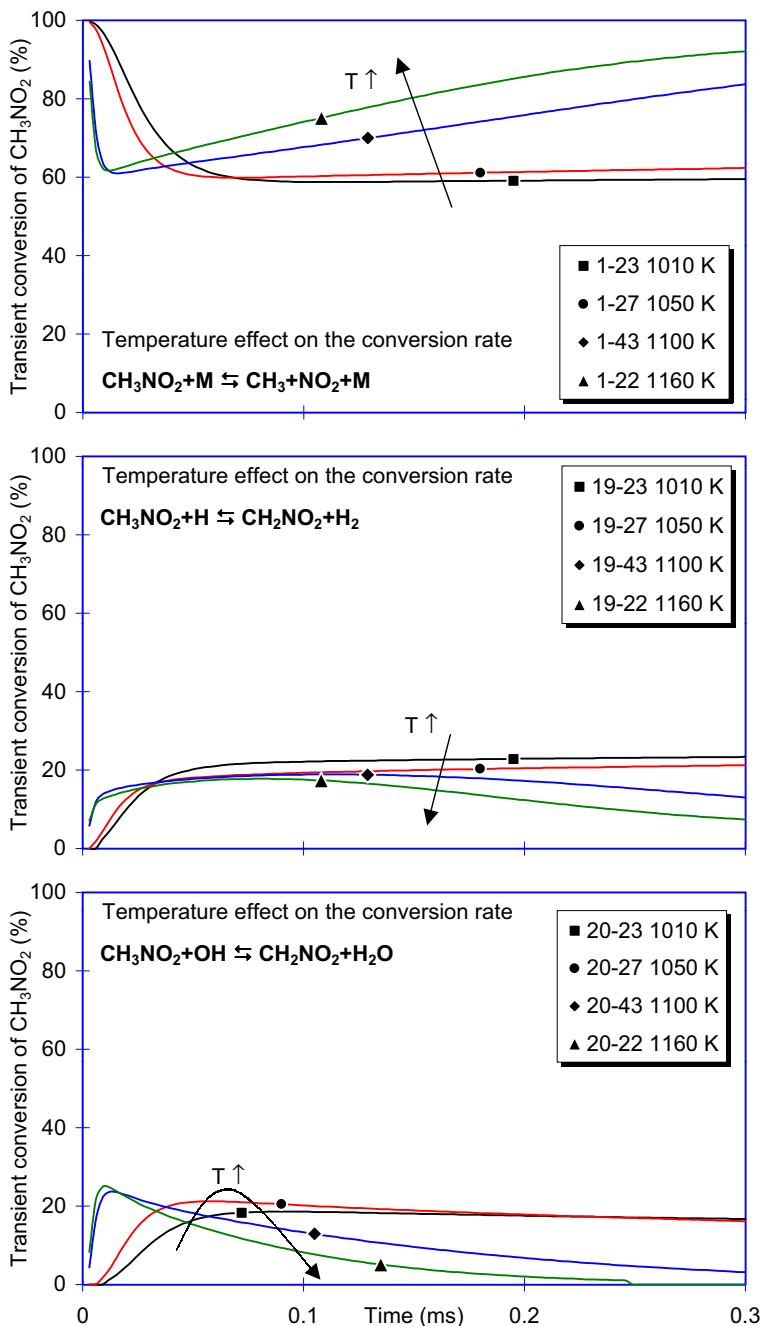 Transient conversion of CH₃NO₂ (%)
100
80
60
40
20
0
T ↑
1-23 1010 K
1-27 1050 K
1-43 1100 K
1-22 1160 K
Temperature effect on the conversion rate
CH₃NO₂+M ⇆ CH₃+NO₂+M
Transient conversion of CH₃NO₂ (%)
100
80
60
40
20
0
Temperature effect on the conversion rate
CH₃NO₂+H ⇆ CH₂NO₂+H₂
19-23 1010 K
19-27 1050 K
19-43 1100 K
19-22 1160 K
T ↑
Transient conversion of CH₃NO₂ (%)
100
80
60
40
20
0
Temperature effect on the conversion rate
CH₃NO₂+OH ⇆ CH₂NO₂+H₂O
20-23 1010 K
20-27 1050 K
20-43 1100 K
20-22 1160 K
T ↑
0 0.1 Time (ms) 0.2 0.3